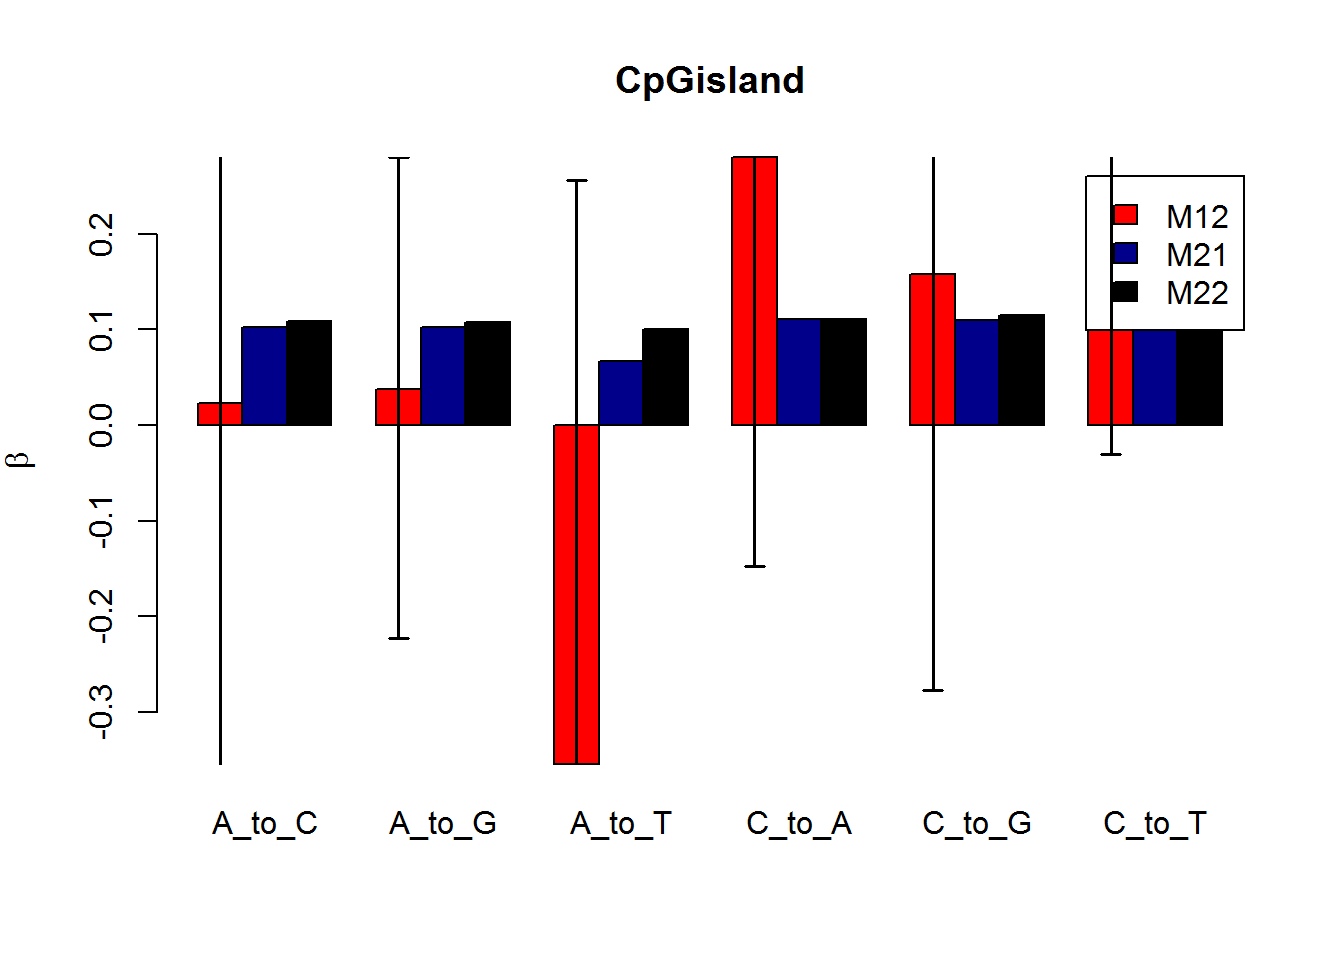 CpGisland
β
0.2
0.1
0.0
-0.1
-0.2
-0.3
M12
M21
M22
A_to_C A_to_G A_to_T C_to_A C_to_G C_to_T